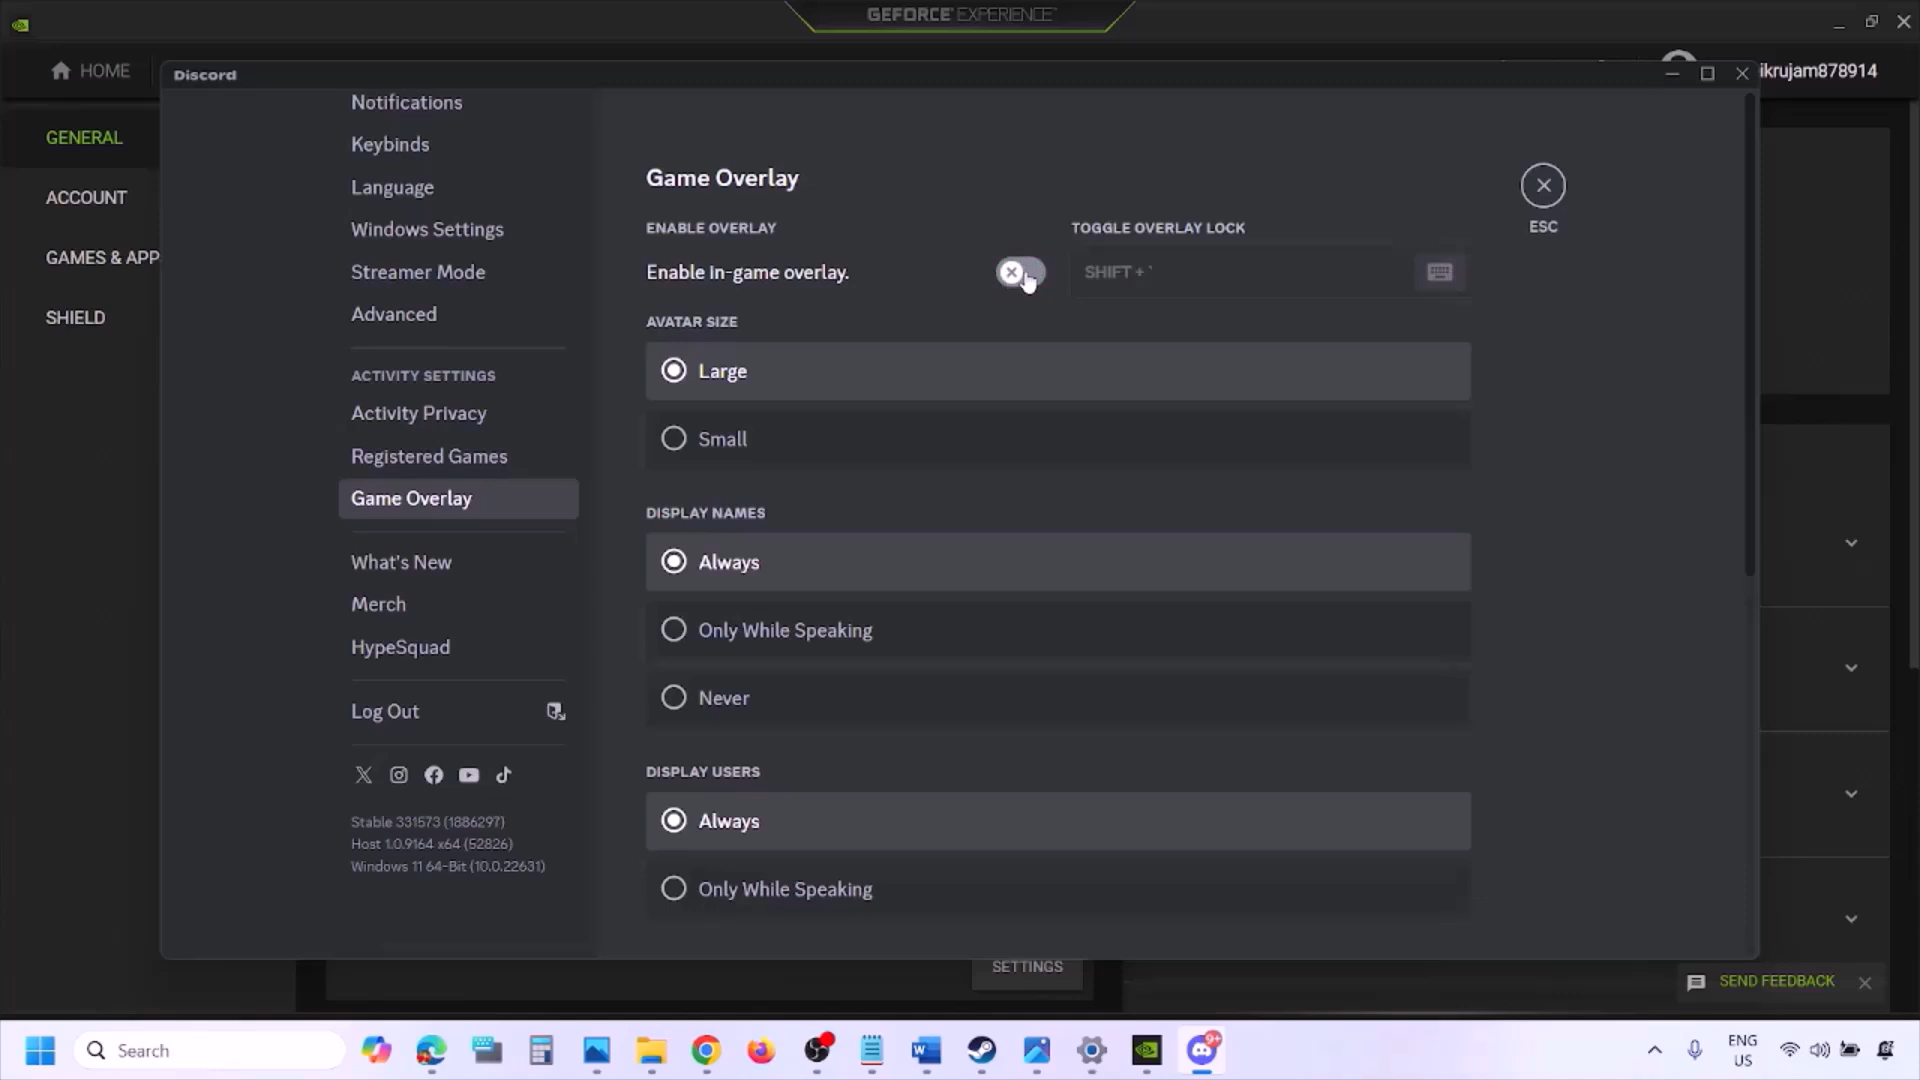 GEFORCE EXPERIENCE
HOME
ikrujam878914
GENERAL
ACCOUNT
GAMES & APP
SHIELD
Discord
Notifications
Keybinds
Language
Windows Settings
Streamer Mode
Advanced
ACTIVITY SETTINGS
Activity Privacy
Registered Games
Game Overlay
What's New
Merch
HypeSquad
Log Out
Stable 331573 (1886297)
Host 1.0.9164 x64 (52826)
Windows 11 64-Bit (10.0.22631)
Game Overlay
ENABLE OVERLAY
Enable in-game overlay.
TOGGLE OVERLAY LOCK
SHIFT + `
ESC
AVATAR SIZE
Large
Small
DISPLAY NAMES
Always
Only While Speaking
Never
DISPLAY USERS
Always
Only While Speaking
SETTINGS
SEND FEEDBACK
Search
9+
ENG
US